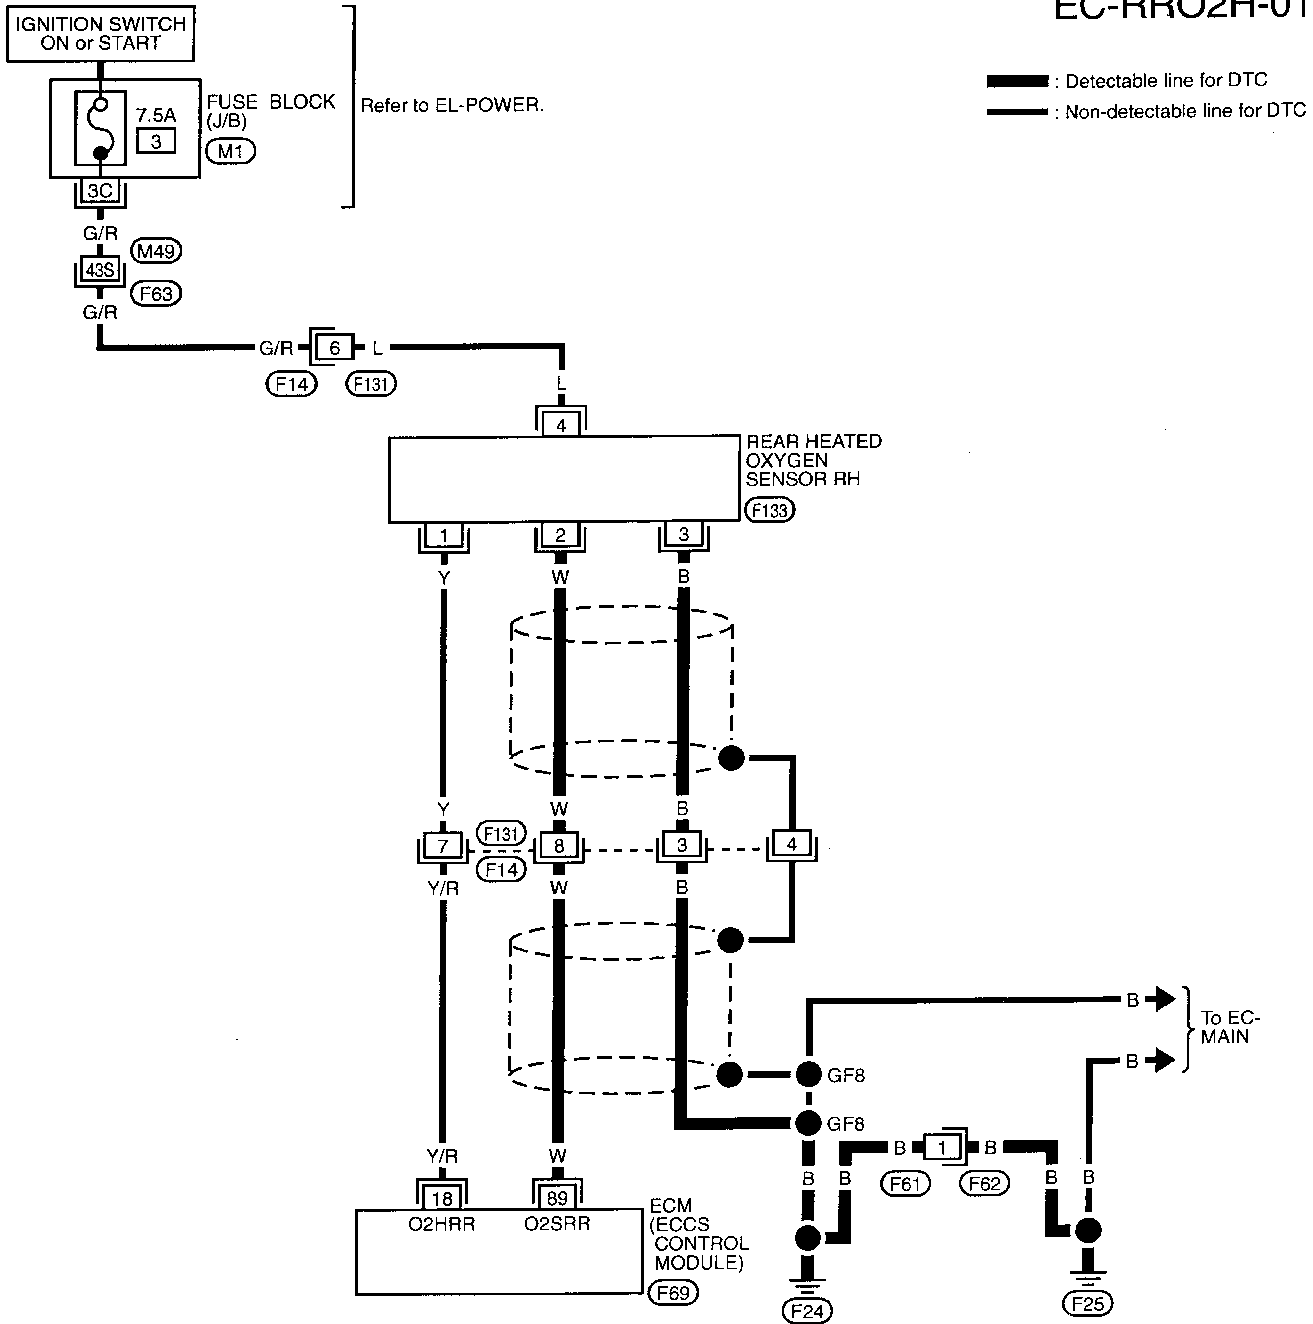 EC-RRO2H-01
IGNITION SWITCH
ON or START
: Detectable line for DTC
: Non-detectable line for DTC
7.5A
3
FUSE BLOCK
(J/B)
M1
Refer to EL-POWER.
3C
G/R
M49
43S
F63
G/R
G/R
6
L
F14
F131
L
4
REAR HEATED
OXYGEN
SENSOR RH
F133
1
2
3
Y
W
B
Y
W
B
7
F131
8
3
4
F14
Y/R
W
B
B
To EC-
MAIN
B
GF8
GF8
B
1
B
F61
F62
Y/R
W
B
B
B
B
18
89
O2HRR
O2SRR
ECM
(ECCS
CONTROL
MODULE)
F69
F24
F25